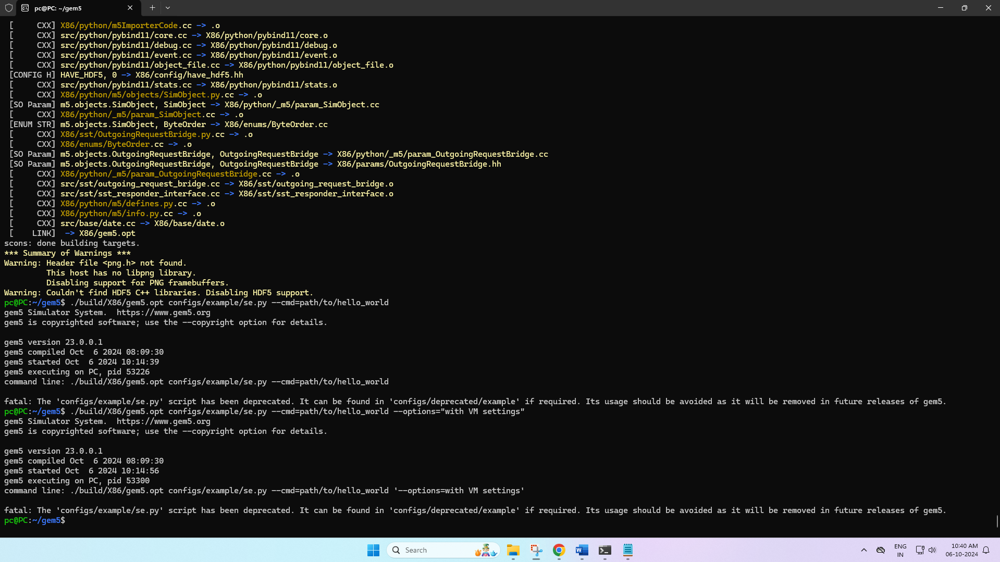 pc@PC: ~/gem5
[     CXX] X86/python/m5ImporterCode.cc -> .o
[     CXX] src/python/pybind11/core.cc -> X86/python/pybind11/core.o
[     CXX] src/python/pybind11/debug.cc -> X86/python/pybind11/debug.o
[     CXX] src/python/pybind11/event.cc -> X86/python/pybind11/event.o
[     CXX] src/python/pybind11/object_file.cc -> X86/python/pybind11/object_file.o
[CONFIG H] HAVE_HDF5, 0 -> X86/config/have_hdf5.hh
[     CXX] src/python/pybind11/stats.cc -> X86/python/pybind11/stats.o
[     CXX] X86/python/m5/objects/SimObject.py.cc -> .o
[SO Param] m5.objects.SimObject, SimObject -> X86/python/_m5/param_SimObject.cc
[     CXX] X86/python/_m5/param_SimObject.cc -> .o
[ENUM STR] m5.objects.SimObject, ByteOrder -> X86/enums/ByteOrder.cc
[     CXX] X86/sst/OutgoingRequestBridge.py.cc -> .o
[     CXX] X86/enums/ByteOrder.cc -> .o
[SO Param] m5.objects.OutgoingRequestBridge, OutgoingRequestBridge -> X86/python/_m5/param_OutgoingRequestBridge.cc
[SO Param] m5.objects.OutgoingRequestBridge, OutgoingRequestBridge -> X86/params/OutgoingRequestBridge.hh
[     CXX] X86/python/_m5/param_OutgoingRequestBridge.cc -> .o
[     CXX] src/sst/outgoing_request_bridge.cc -> X86/sst/outgoing_request_bridge.o
[     CXX] src/sst/sst_responder_interface.cc -> X86/sst/sst_responder_interface.o
[     CXX] X86/python/m5/defines.py.cc -> .o
[     CXX] X86/python/m5/info.py.cc -> .o
[     CXX] src/base/date.cc -> X86/base/date.o
[    LINK]  -> X86/gem5.opt
scons: done building targets.
*** Summary of Warnings ***
Warning: Header file <png.h> not found.
         This host has no libpng library.
         Disabling support for PNG framebuffers.
Warning: Couldn't find HDF5 C++ libraries. Disabling HDF5 support.
pc@PC:~/gem5$ ./build/X86/gem5.opt configs/example/se.py --cmd=path/to/hello_world
gem5 Simulator System.  https://www.gem5.org
gem5 is copyrighted software; use the --copyright option for details.

gem5 version 23.0.0.1
gem5 compiled Oct  6 2024 08:09:30
gem5 started Oct  6 2024 10:14:39
gem5 executing on PC, pid 53226
command line: ./build/X86/gem5.opt configs/example/se.py --cmd=path/to/hello_world

fatal: The 'configs/example/se.py' script has been deprecated. It can be found in 'configs/deprecated/example' if required. Its usage should be avoided as it will be removed in future releases of gem5.
pc@PC:~/gem5$ ./build/X86/gem5.opt configs/example/se.py --cmd=path/to/hello_world --options="with VM settings"
gem5 Simulator System.  https://www.gem5.org
gem5 is copyrighted software; use the --copyright option for details.

gem5 version 23.0.0.1
gem5 compiled Oct  6 2024 08:09:30
gem5 started Oct  6 2024 10:14:56
gem5 executing on PC, pid 53300
command line: ./build/X86/gem5.opt configs/example/se.py --cmd=path/to/hello_world '--options=with VM settings'

fatal: The 'configs/example/se.py' script has been deprecated. It can be found in 'configs/deprecated/example' if required. Its usage should be avoided as it will be removed in future releases of gem5.
pc@PC:~/gem5$
Search
ENG
IN
10:40 AM
06-10-2024